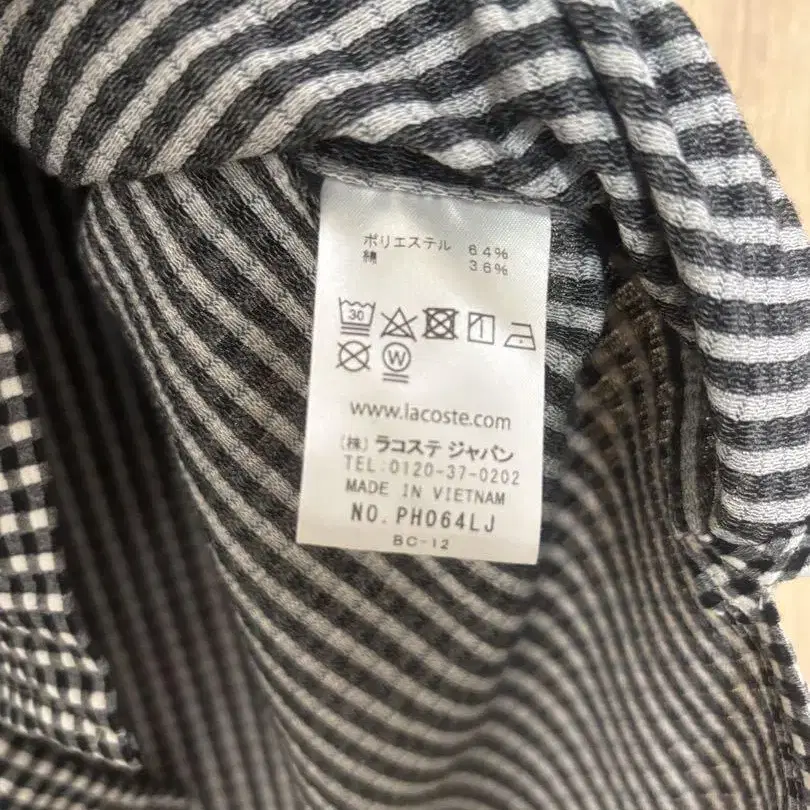 ポリエステル 64%
綿 36%
30
W
www.lacoste.com
(株) ラコステ ジャパン
TEL:0120-37-0202
MADE IN VIETNAM
NO. PH064LJ
BC-12